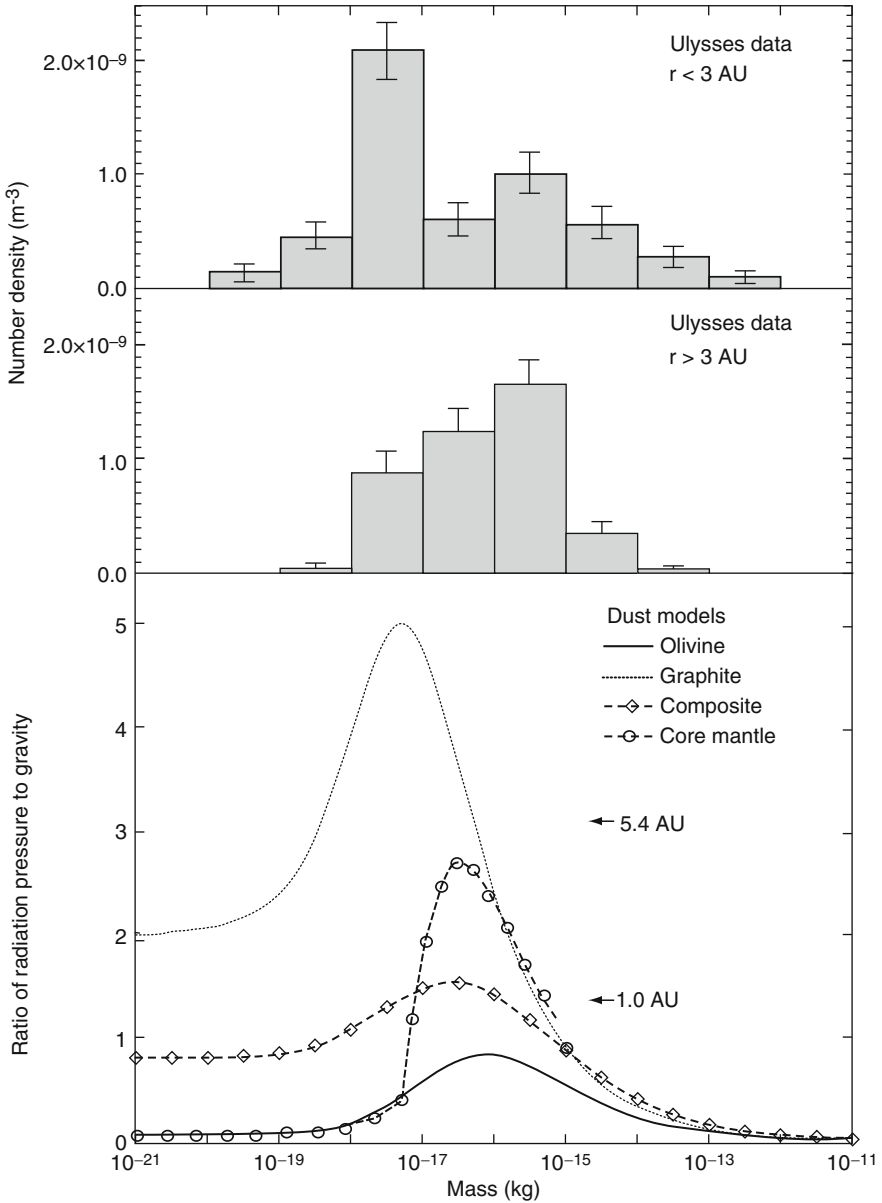 Ulysses data
r < 3 AU
2.0×10⁻⁹
1.0
0.0
Number density (m⁻³)
Ulysses data
r > 3 AU
2.0×10⁻⁹
1.0
0.0
Dust models
Olivine
Graphite
Composite
Core mantle
5.4 AU
1.0 AU
Ratio of radiation pressure to gravity
5
4
3
2
1
0
10⁻²¹ 10⁻¹⁹ 10⁻¹⁷ 10⁻¹⁵ 10⁻¹³ 10⁻¹¹
Mass (kg)